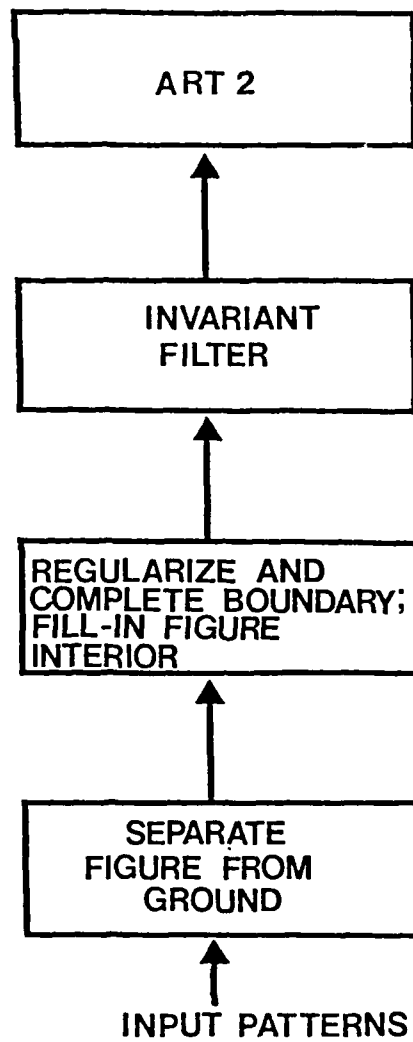 ART 2
INVARIANT
FILTER
REGULARIZE AND
COMPLETE BOUNDARY;
FILL-IN FIGURE
INTERIOR
SEPARATE
FIGURE FROM
GROUND
INPUT PATTERNS